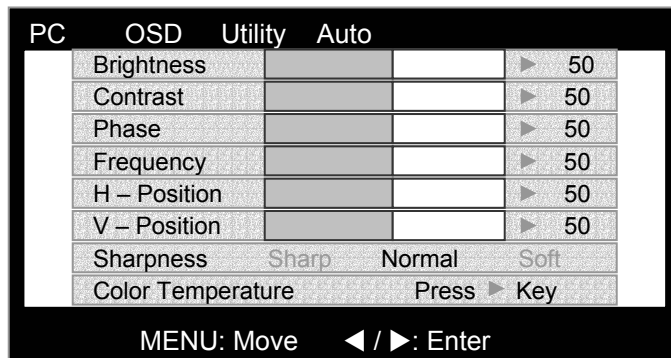 PC OSD Utility Auto
Brightness ▶ 50
Contrast ▶ 50
Phase ▶ 50
Frequency ▶ 50
H – Position ▶ 50
V – Position ▶ 50
Sharpness Sharp Normal Soft
Color Temperature Press ▶ Key
MENU: Move ◀ / ▶: Enter